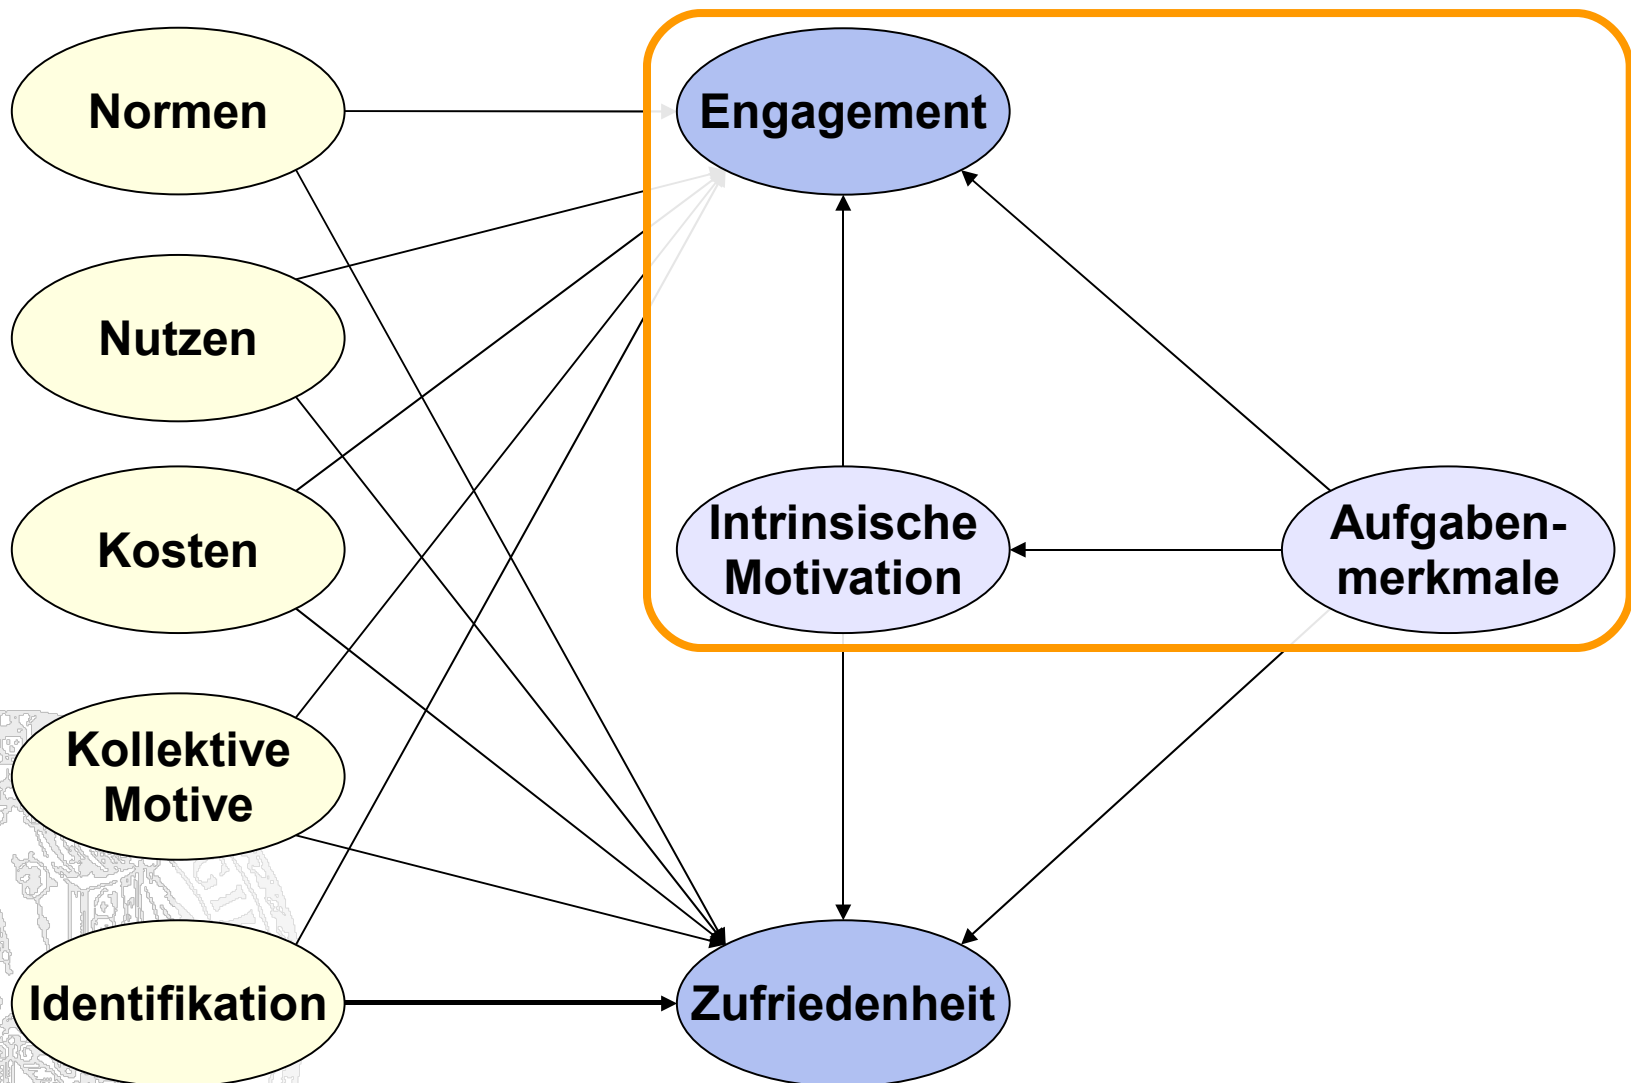 Normen
Engagement
Nutzen
Kosten
Intrinsische
Motivation
Aufgaben-
merkmale
Kollektive
Motive
Identifikation
Zufriedenheit